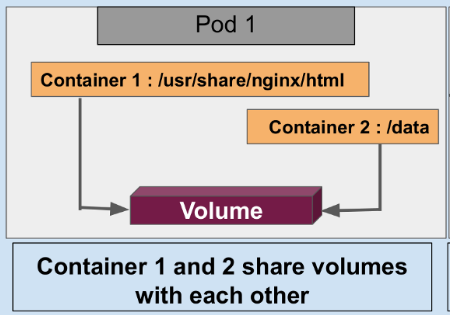 Pod 1
Container 1 : /usr/share/nginx/html
Container 2 : /data
Volume
Container 1 and 2 share volumes
with each other